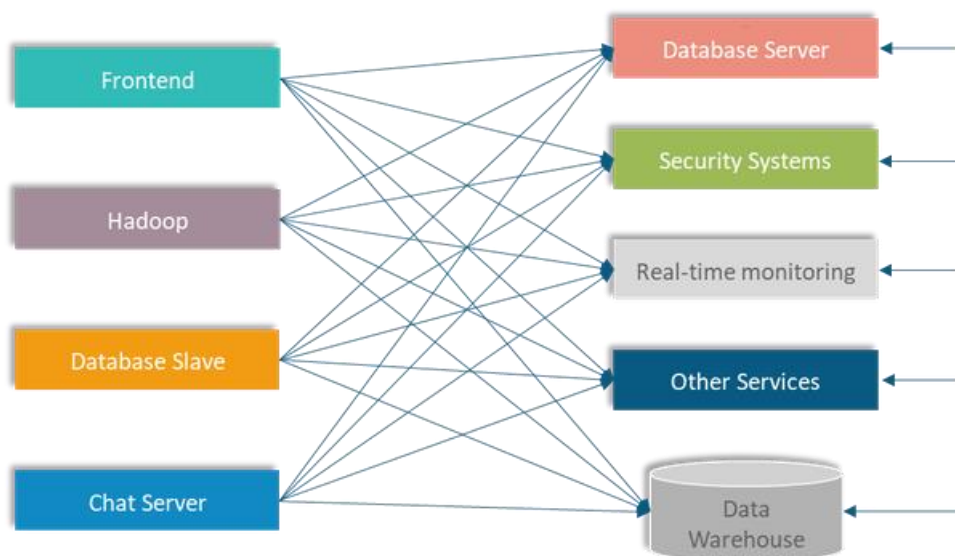 Frontend
Hadoop
Database Slave
Chat Server
Database Server
Security Systems
Real-time monitoring
Other Services
Data
Warehouse